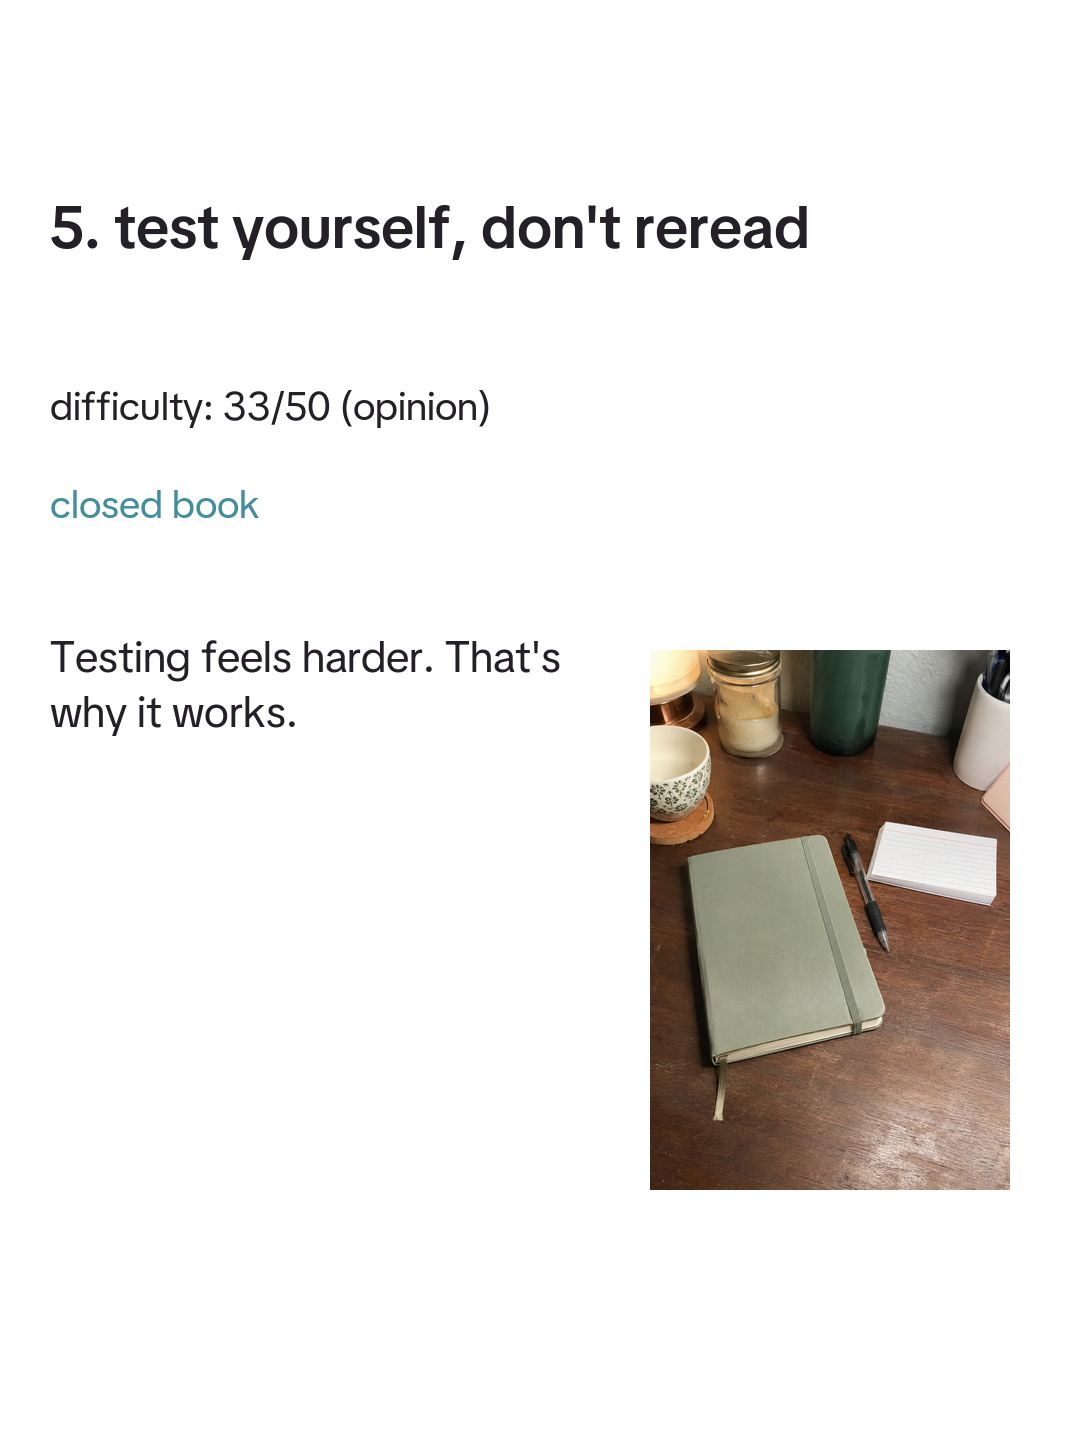 5. test yourself, don't reread
difficulty: 33/50 (opinion)
closed book
Testing feels harder. That's
why it works.